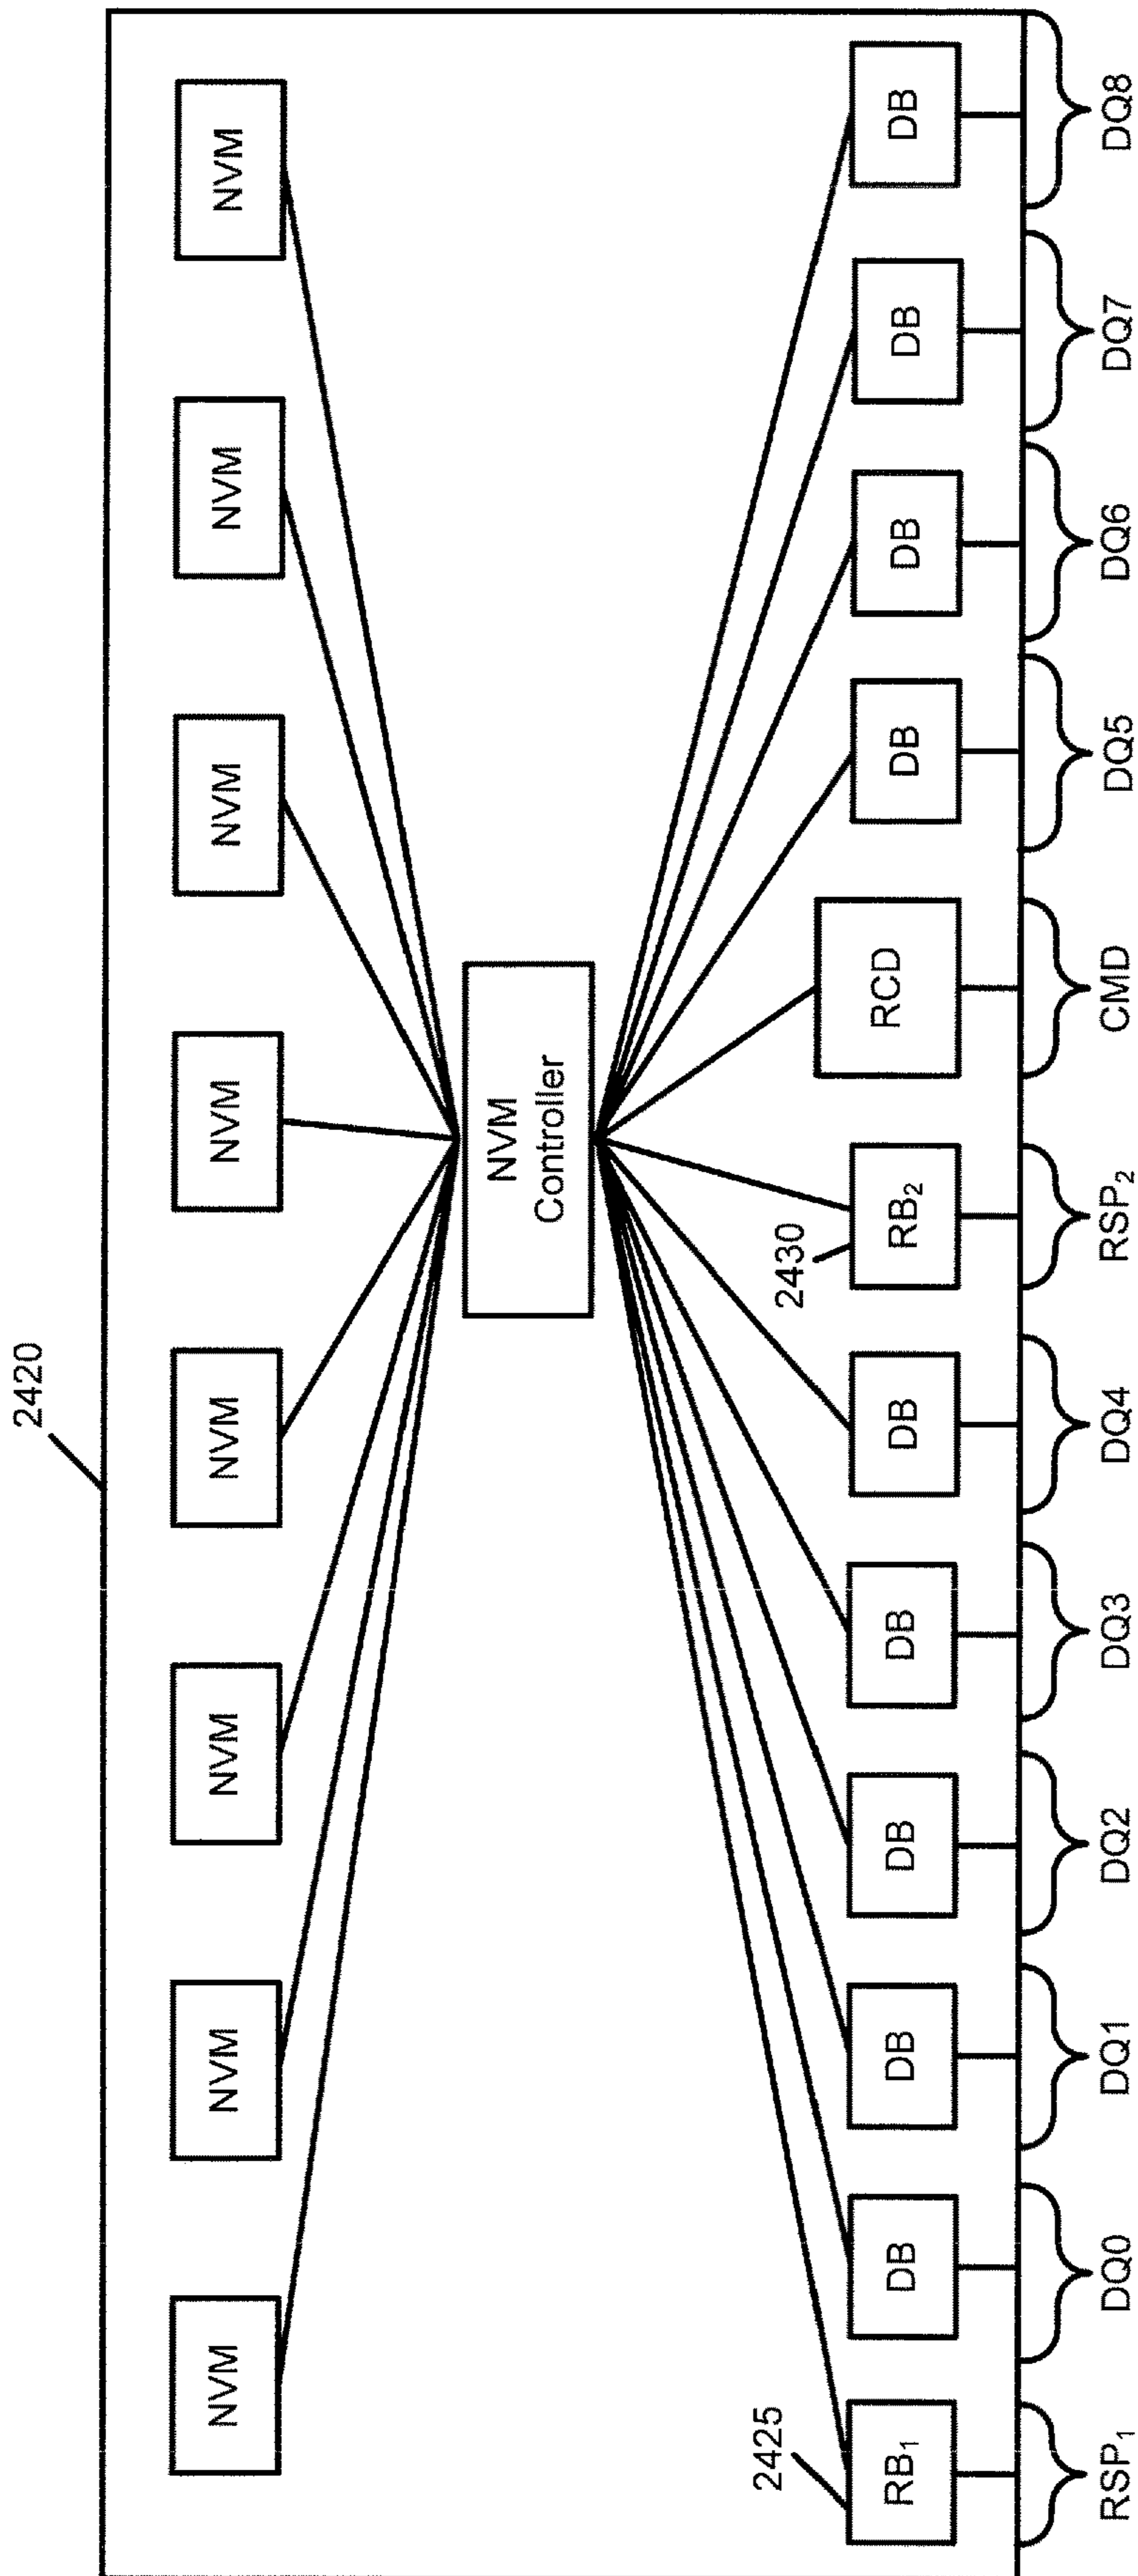 2420
NVM
NVM
NVM
NVM
NVM
NVM
NVM
NVM
NVM
Controller
2425
2430
RB₁
DB
DB
DB
DB
DB
RB₂
RCD
DB
DB
DB
DB
RSP₁
DQ0
DQ1
DQ2
DQ3
DQ4
RSP₂
CMD
DQ5
DQ6
DQ7
DQ8